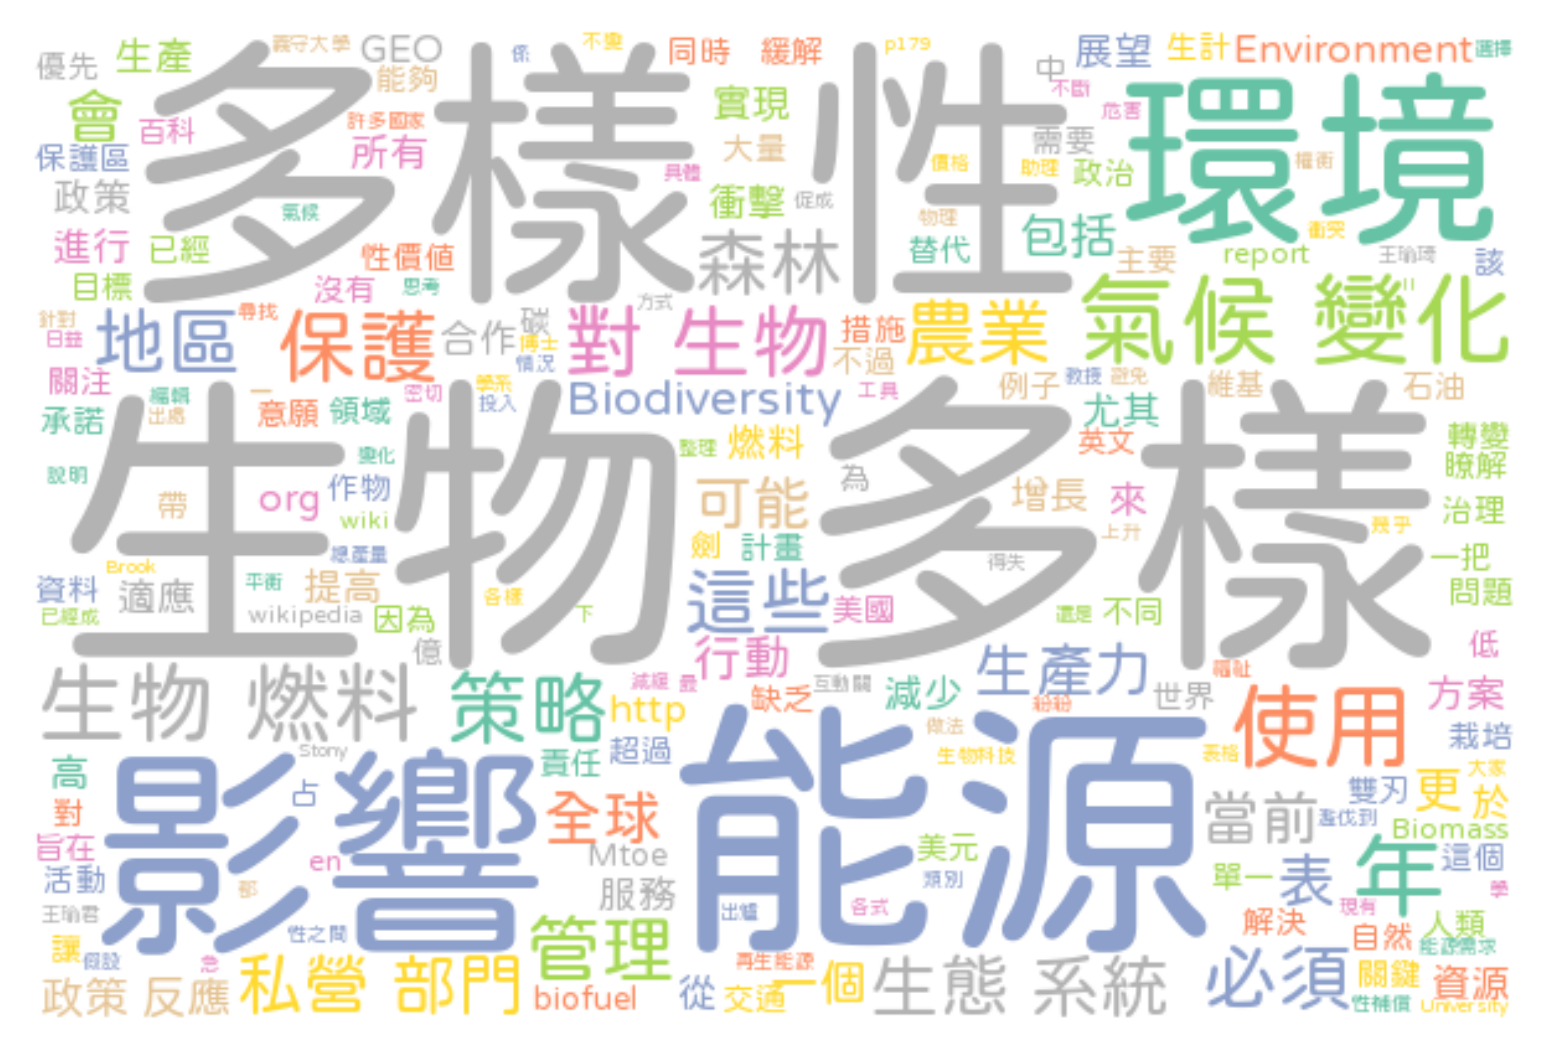 優先 生產 義守大學 GEO 能夠 係 不變 同時 緩解 p179 展望 生計 Environment 選擇
多樣 性
會 百科 許多國家 所有 實現 大量 中 不斷 危害 環境
保護區 具體 需要 價格 助理 政治 權衡
政策 氣候 衝擊 促成 物理 包括 衝突
進行 已經 性價值 森林 替代 主要 report 王瑜琦 該
目標 沒有 思考 方式 氣候 變化
針對 日益 地區 尋找 保護 合作 碳 博士 情況 對 生物 措施 不過 農業
關注 編輯 一 密切 學系 投入 Biodiversity 工具 例子 教授 避免 維基 石油
承諾 出處 意願 領域 尤其 英文 轉變
生物 多樣
說明 變化 整理 燃料 為 瞭解
帶 org 作物 wiki 可能 增長 來 上升 幾乎 治理
Brook 總產量 劍 計畫 得失 一把
資料 適應 平衡 提高 各樣 這些 問題
已經成 wikipedia 因為 下 美國 還是 不同
億 行動 生產力 福祉 低
生物 燃料 策略 減緩 最 http 缺乏 互動關 減少 紛紛 世界 使用 方案
Stony 超過 做法 栽培
高 責任 生物科技 表格 大家
影響 能源
對 占 全球 當前 雙刃 更 於
旨在 en Mtoe 美元 濫伐到 Biomass
活動 都 服務 類別 單一 表 年 這個
王瑜君 出爐 各式 現有 學
讓 性之間 管理 解決 人類
假設 急 再生能源 自然 能源需求
政策 反應 私營 部門 biofuel 從 交通 一個 生態 系統 必須 關鍵 資源
性補償 University